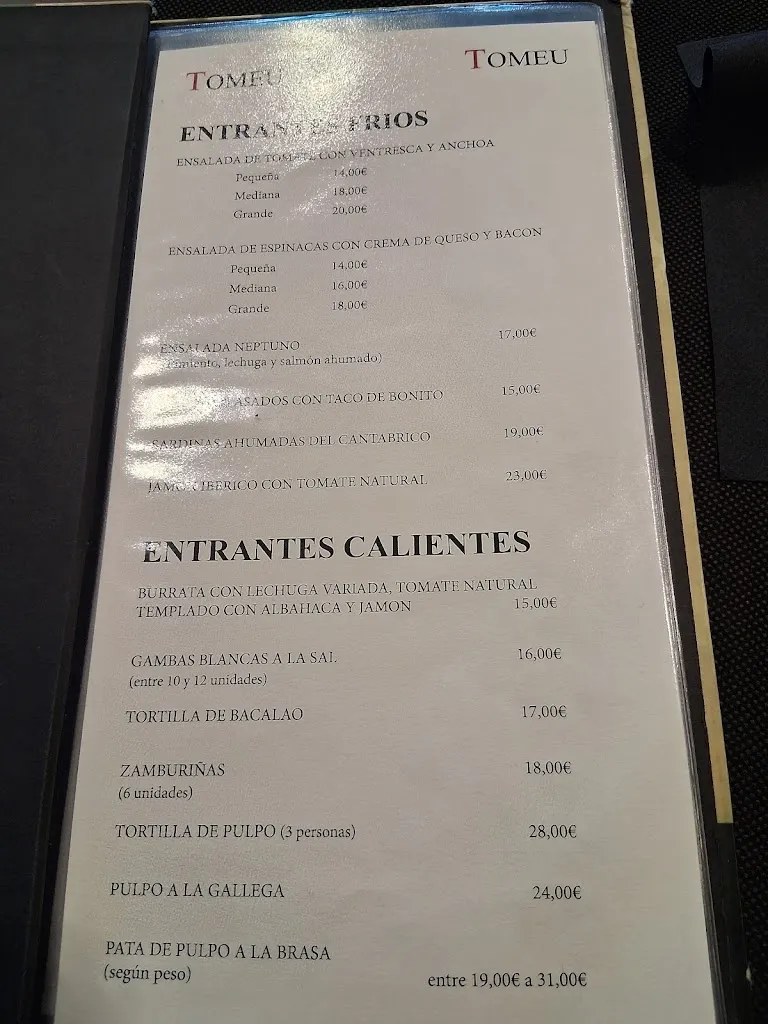 TOMEU
TOMEU
ENTRANTES FRIOS
ENSALADA DE TOMATE CON VENTRESCA Y ANCHOA
Pequeña 14,00€
Mediana 18,00€
Grande 20,00€
ENSALADA DE ESPINACAS CON CREMA DE QUESO Y BACON
Pequeña 14,00€
Mediana 16,00€
Grande 18,00€
ENSALADA NEPTUNO 17,00€
(Pimiento, lechuga y salmón ahumado)
ASADOS CON TACO DE BONITO 15,00€
SARDINAS AHUMADAS DEL CANTABRICO 19,00€
JAMON IBERICO CON TOMATE NATURAL 23,00€
ENTRANTES CALIENTES
BURRATA CON LECHUGA VARIADA, TOMATE NATURAL
TEMPLADO CON ALBAHACA Y JAMON 15,00€
GAMBAS BLANCAS A LA SAL 16,00€
(entre 10 y 12 unidades)
TORTILLA DE BACALAO 17,00€
ZAMBURIÑAS 18,00€
(6 unidades)
TORTILLA DE PULPO (3 personas) 28,00€
PULPO A LA GALLEGA 24,00€
PATA DE PULPO A LA BRASA
(según peso) entre 19,00€ a 31,00€